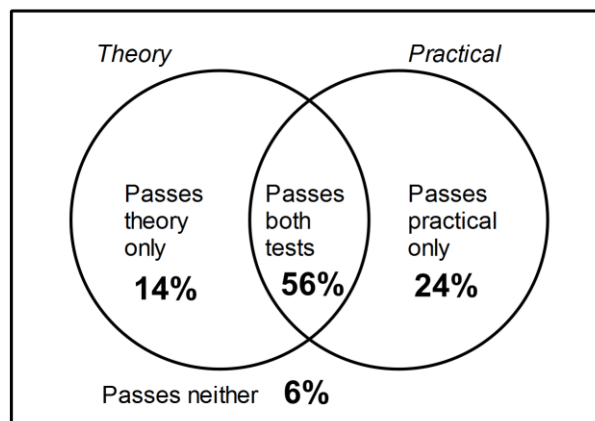 Theory
Practical
Passes
theory
only
14%
Passes
both
tests
56%
Passes
practical
only
24%
Passes neither 6%